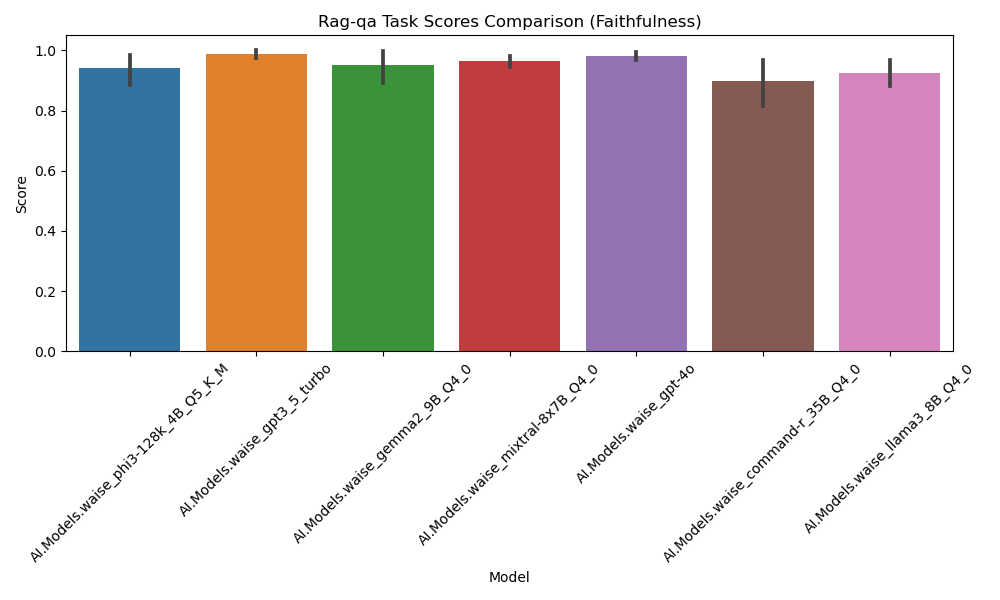 Rag-qa Task Scores Comparison (Faithfulness)
Score
1.0
0.8
0.6
0.4
0.2
0.0
AI.Models.waise_phi3-128k_4B_Q5_K_M
AI.Models.waise_gpt3_5_turbo
AI.Models.waise_gemma2_9B_Q4_0
AI.Models.waise_mixtral-8x7B_Q4_0
AI.Models.waise_gpt-4o
AI.Models.waise_command-r_35B_Q4_0
AI.Models.waise_llama3_8B_Q4_0
Model